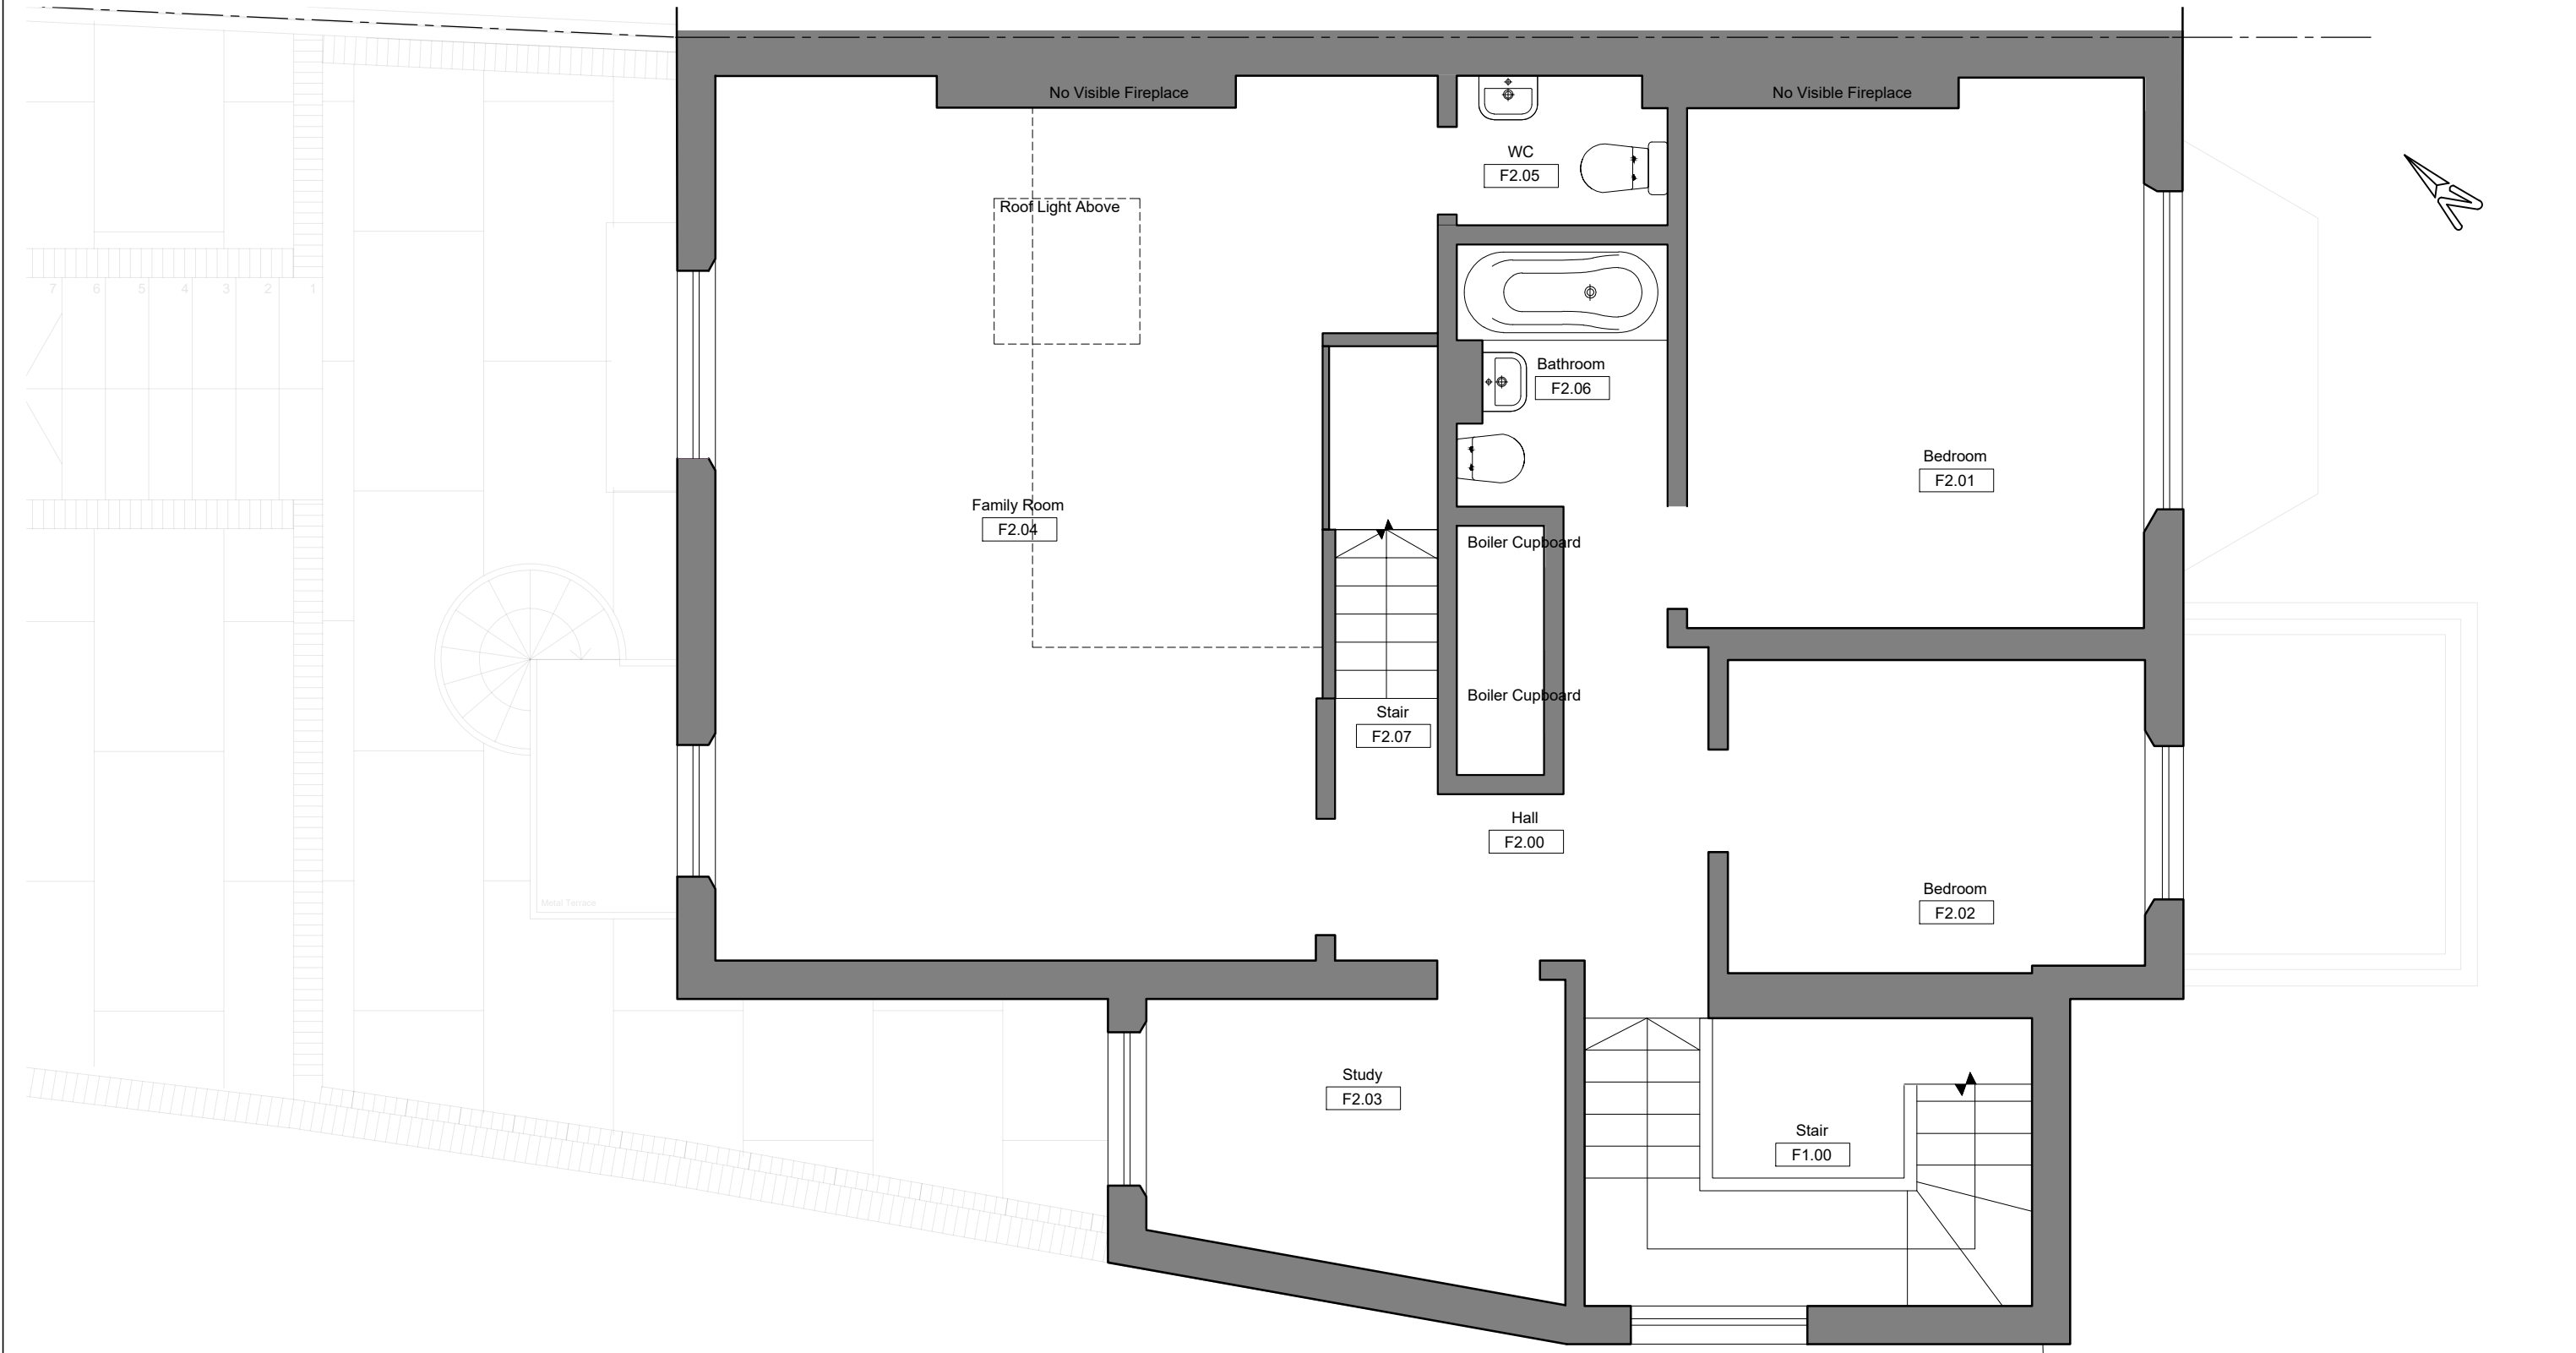 No Visible Fireplace
No Visible Fireplace
WC
F2.05
Roof Light Above
7 6 5 4 3 2 1
Bathroom
F2.06
Bedroom
F2.01
Family Room
F2.04
Boiler Cupboard
Boiler Cupboard
Stair
F2.07
Hall
F2.00
Bedroom
F2.02
Metal Terrace
Study
F2.03
Stair
F1.00
N